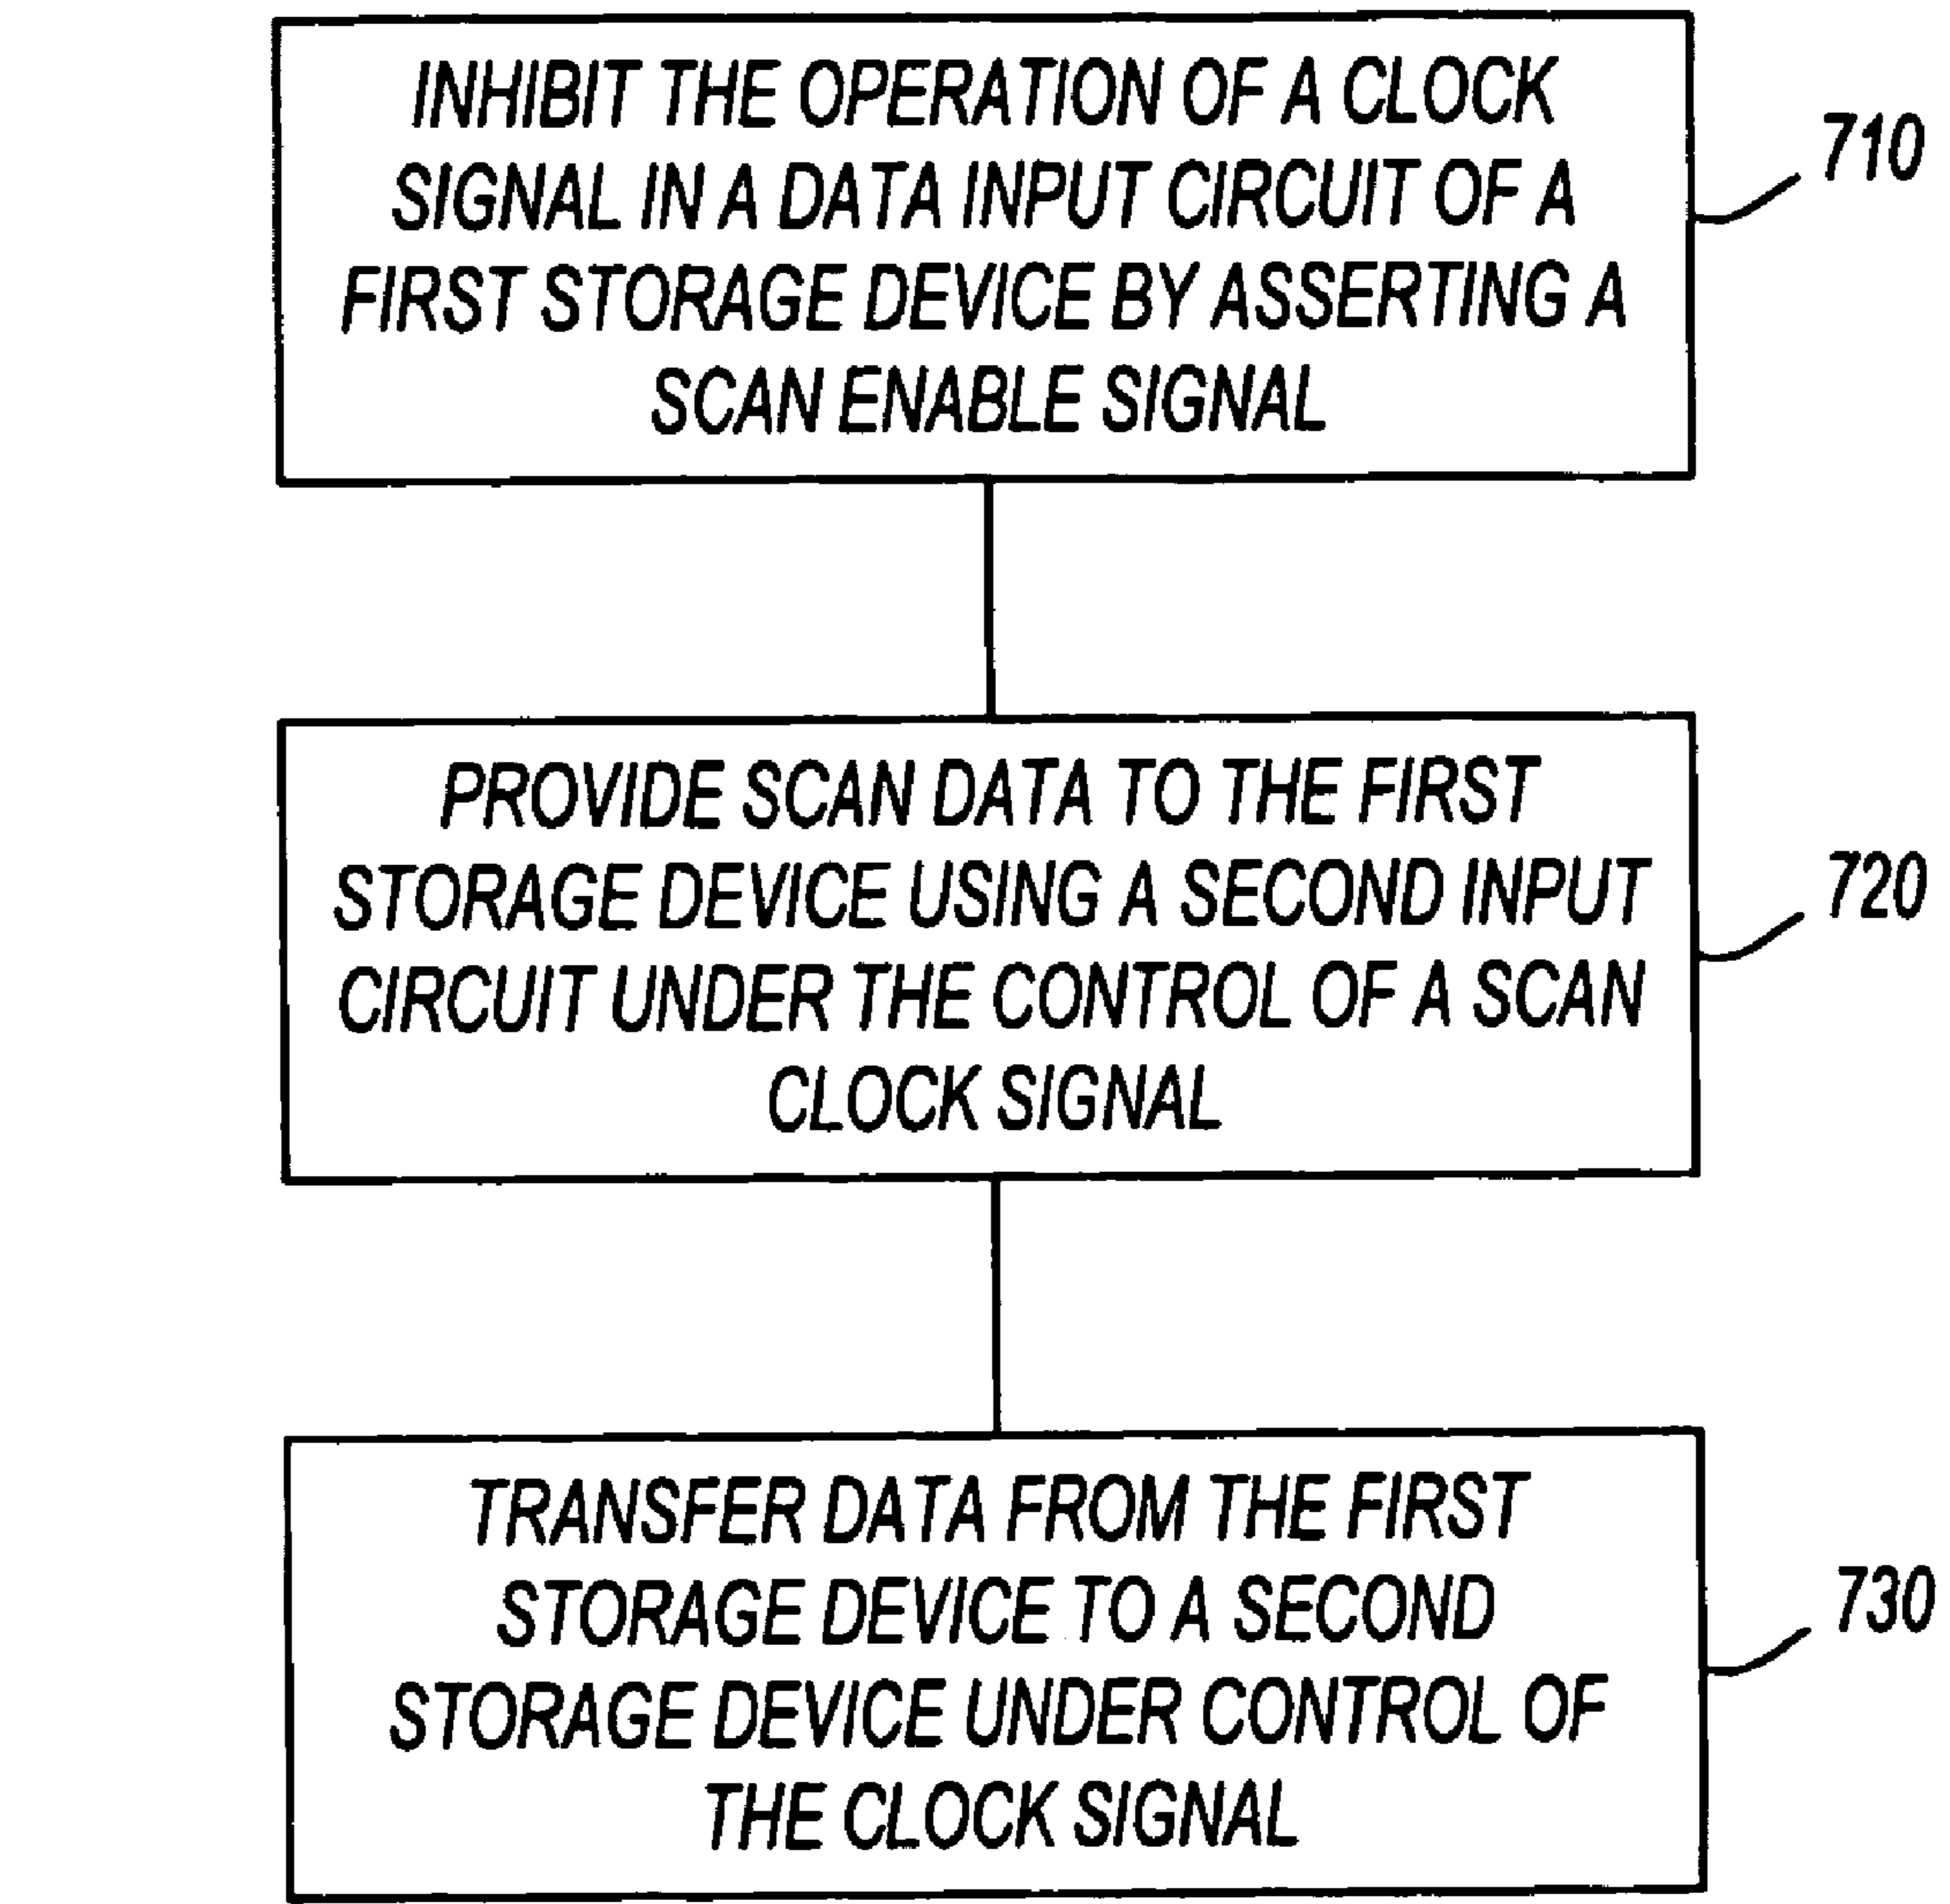 INHIBIT THE OPERATION OF A CLOCK
SIGNAL IN A DATA INPUT CIRCUIT OF A
FIRST STORAGE DEVICE BY ASSERTING A
SCAN ENABLE SIGNAL
710
PROVIDE SCAN DATA TO THE FIRST
STORAGE DEVICE USING A SECOND INPUT
CIRCUIT UNDER THE CONTROL OF A SCAN
CLOCK SIGNAL
720
TRANSFER DATA FROM THE FIRST
STORAGE DEVICE TO A SECOND
STORAGE DEVICE UNDER CONTROL OF
THE CLOCK SIGNAL
730